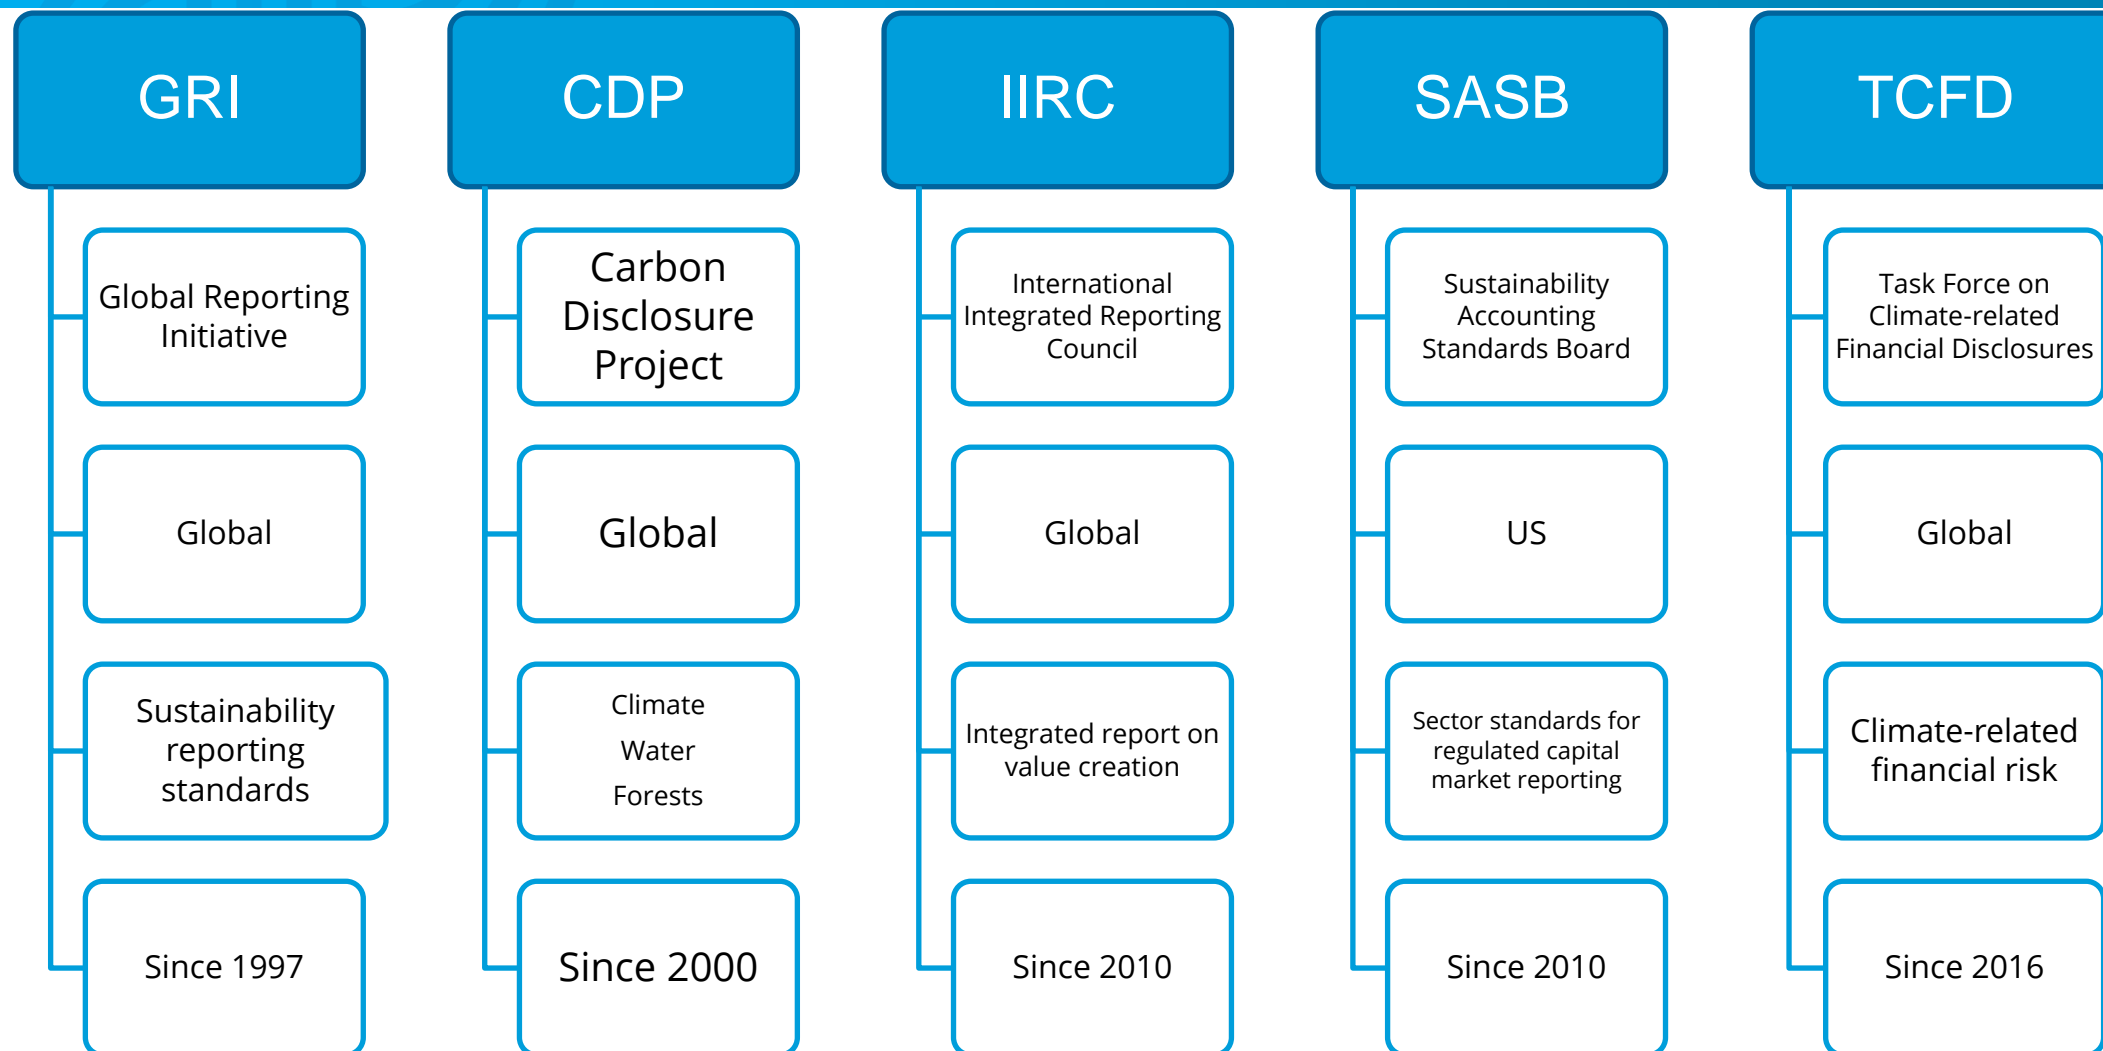 GRI
Global Reporting
Initiative
Global
Sustainability
reporting
standards
Since 1997
CDP
Carbon
Disclosure
Project
Global
Climate
Water
Forests
Since 2000
IIRC
International
Integrated Reporting
Council
Global
Integrated report on
value creation
Since 2010
SASB
Sustainability
Accounting
Standards Board
US
Sector standards for
regulated capital
market reporting
Since 2010
TCFD
Task Force on
Climate-related
Financial Disclosures
Global
Climate-related
financial risk
Since 2016